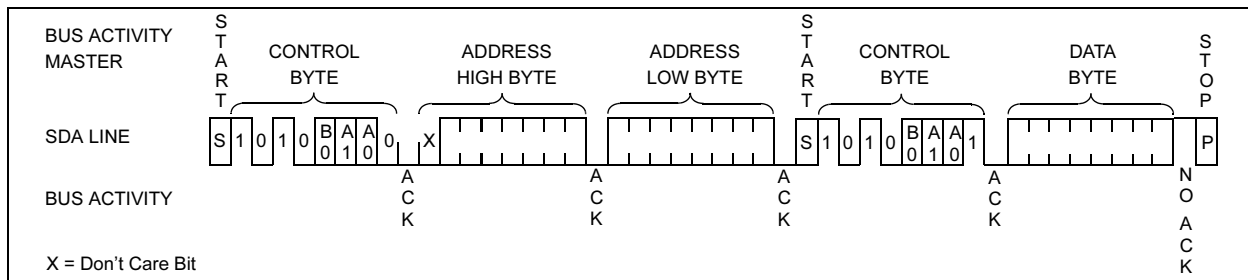 BUS ACTIVITY MASTER
START
CONTROL BYTE
ADDRESS HIGH BYTE
ADDRESS LOW BYTE
START
CONTROL BYTE
DATA BYTE
STOP
SDA LINE
S 1 0 1 0 B0 A1 A0 0 X S 1 0 1 0 B0 A1 A0 1 P
BUS ACTIVITY
ACK
ACK
ACK
ACK
NO ACK
X = Don't Care Bit